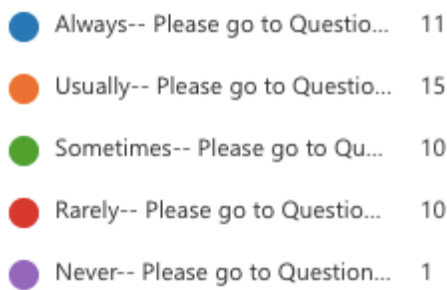 Always-- Please go to Questio... 11
Usually-- Please go to Questio... 15
Sometimes-- Please go to Qu... 10
Rarely-- Please go to Questio... 10
Never-- Please go to Question... 1